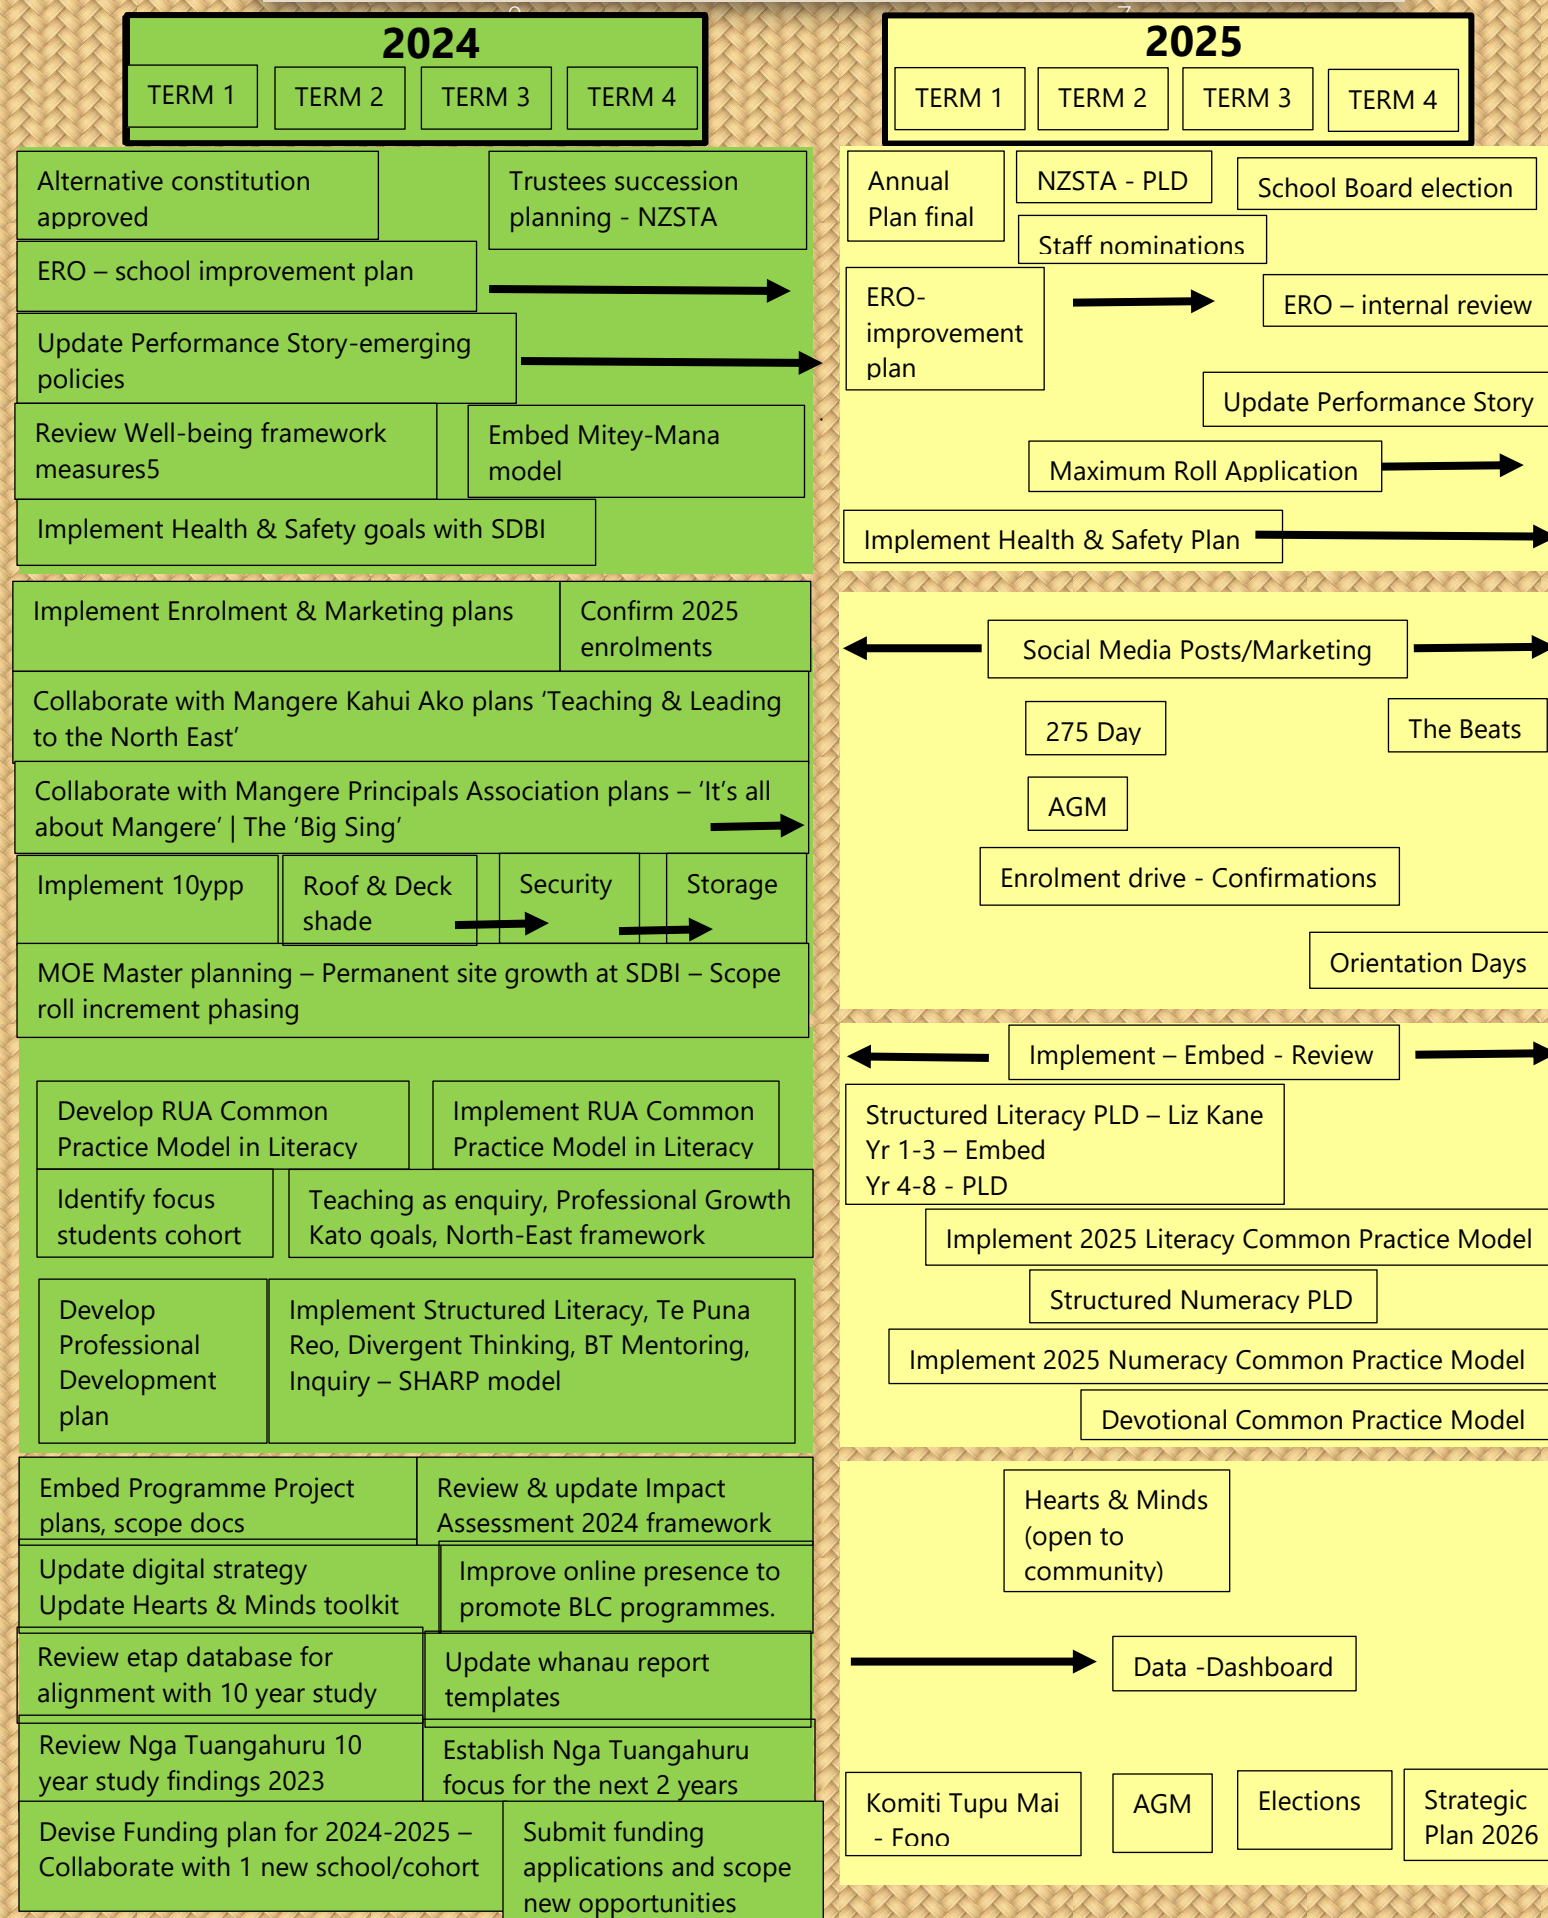 2024
TERM 1
TERM 2
TERM 3
TERM 4
Alternative constitution
approved
Trustees succession
planning - NZSTA
ERO – school improvement plan
Update Performance Story-emerging
policies
Review Well-being framework
measures5
Embed Mitey-Mana
model
Implement Health & Safety goals with SDBI
Implement Enrolment & Marketing plans
Confirm 2025
enrolments
Collaborate with Mangere Kahui Ako plans ‘Teaching & Leading
to the North East’
Collaborate with Mangere Principals Association plans – ‘It’s all
about Mangere’ | The ‘Big Sing’
Implement 10ypp
Roof & Deck
shade
Security
Storage
MOE Master planning – Permanent site growth at SDBI – Scope
roll increment phasing
Develop RUA Common
Practice Model in Literacy
Implement RUA Common
Practice Model in Literacy
Identify focus
students cohort
Teaching as enquiry, Professional Growth
Kato goals, North-East framework
Develop
Professional
Development
plan
Implement Structured Literacy, Te Puna
Reo, Divergent Thinking, BT Mentoring,
Inquiry – SHARP model
Embed Programme Project
plans, scope docs
Review & update Impact
Assessment 2024 framework
Update digital strategy
Update Hearts & Minds toolkit
Improve online presence to
promote BLC programmes.
Review etap database for
alignment with 10 year study
Update whanau report
templates
Review Nga Tuangahuru 10
year study findings 2023
Establish Nga Tuangahuru
focus for the next 2 years
Devise Funding plan for 2024-2025 –
Collaborate with 1 new school/cohort
Submit funding
applications and scope
new opportunities
2025
TERM 1
TERM 2
TERM 3
TERM 4
Annual
Plan final
NZSTA - PLD
School Board election
Staff nominations
ERO-
improvement
plan
ERO – internal review
Update Performance Story
Maximum Roll Application
Implement Health & Safety Plan
Social Media Posts/Marketing
275 Day
The Beats
AGM
Enrolment drive - Confirmations
Orientation Days
Implement – Embed - Review
Structured Literacy PLD – Liz Kane
Yr 1-3 – Embed
Yr 4-8 - PLD
Implement 2025 Literacy Common Practice Model
Structured Numeracy PLD
Implement 2025 Numeracy Common Practice Model
Devotional Common Practice Model
Hearts & Minds
(open to
community)
Data -Dashboard
Komiti Tupu Mai
- Fono
AGM
Elections
Strategic
Plan 2026